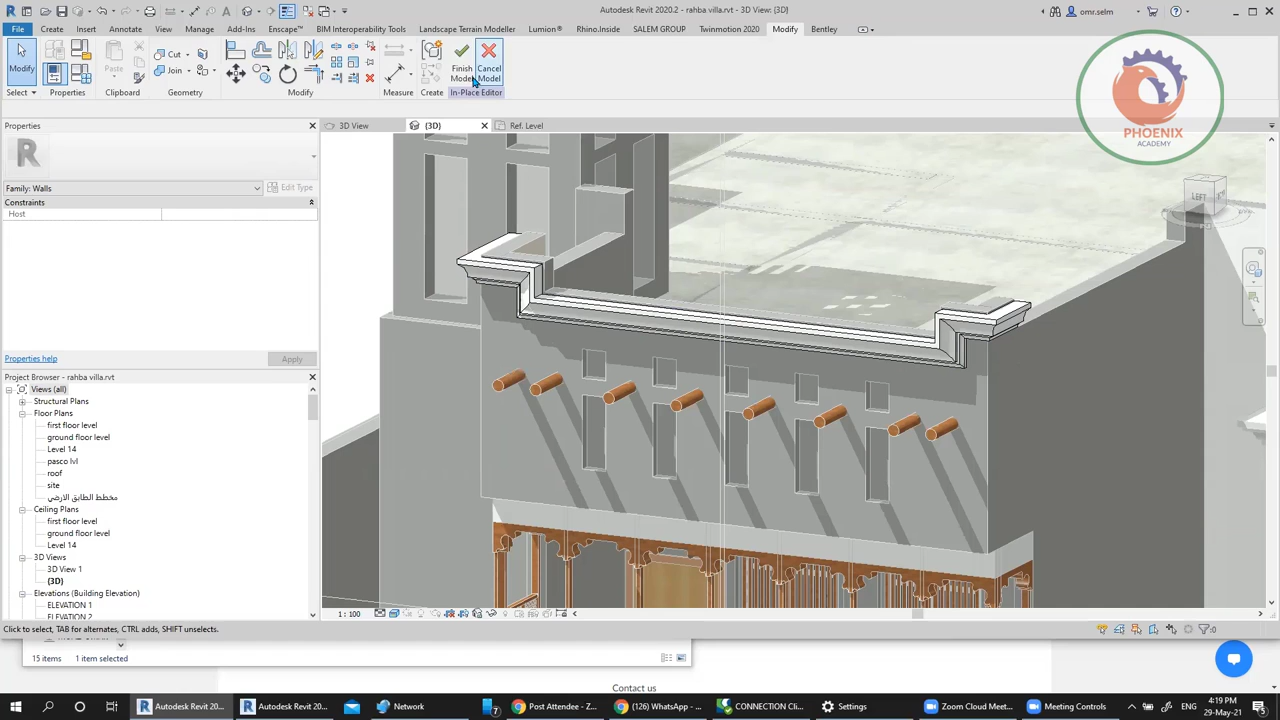 Autodesk Revit 2020.2 - rahba villa.rvt - 3D View: {3D}
omr.selm
File Create Insert Annotate View Manage Add-Ins Enscape™ BIM Interoperability Tools Landscape Terrain Modeller Lumion® Rhino.Inside SALEM GROUP Twinmotion 2020 Modify Bentley
Modify Paste Cut Join Finish Model Cancel Model
Select Properties Clipboard Geometry Modify Measure Create In-Place Editor
PHOENIX
ACADEMY
Properties
3D View {3D} Ref. Level
Family: Walls Edit Type
Constraints
Host
LEFT
Properties help Apply
Project Browser - rahba villa.rvt
Views (all)
Structural Plans
Floor Plans
first floor level
ground floor level
Level 14
pasco lvl
roof
site
مخطط الطابق الارضي
Ceiling Plans
first floor level
ground floor level
Level 14
3D Views
3D View 1
{3D}
Elevations (Building Elevation)
ELEVATION 1
ELEVATION 2
1 : 100
Click to select, TAB for alternates, CTRL adds, SHIFT unselects.
:0
15 items 1 item selected
Contact us
Autodesk Revit 20... Autodesk Revit 20... Network Post Attendee - Z... (126) WhatsApp - ... CONNECTION Cli... Settings Zoom Cloud Meet... Meeting Controls
4:19 PM
29-May-21